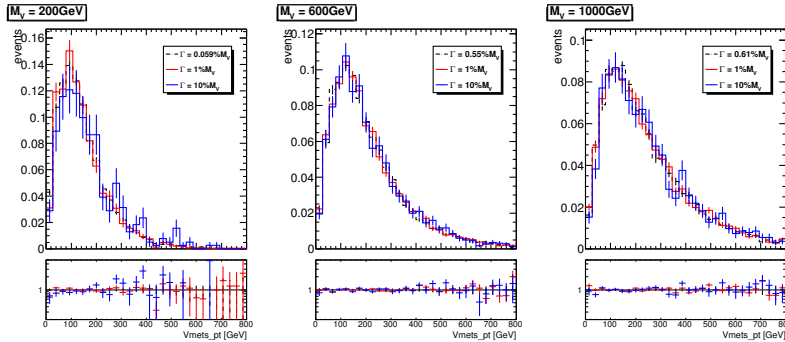 M_V = 200GeV
events
0.16
0.14
0.12
0.1
0.08
0.06
0.04
0.02
0
Γ = 0.059%M_V
Γ = 1%M_V
Γ = 10%M_V
1
0 100 200 300 400 500 600 700 800
Vmets_pt [GeV]
M_V = 600GeV
events
0.12
0.1
0.08
0.06
0.04
0.02
0
Γ = 0.55%M_V
Γ = 1%M_V
Γ = 10%M_V
1
0 100 200 300 400 500 600 700 800
Vmets_pt [GeV]
M_V = 1000GeV
events
0.1
0.08
0.06
0.04
0.02
0
Γ = 0.61%M_V
Γ = 1%M_V
Γ = 10%M_V
1
0 100 200 300 400 500 600 700 800
Vmets_pt [GeV]